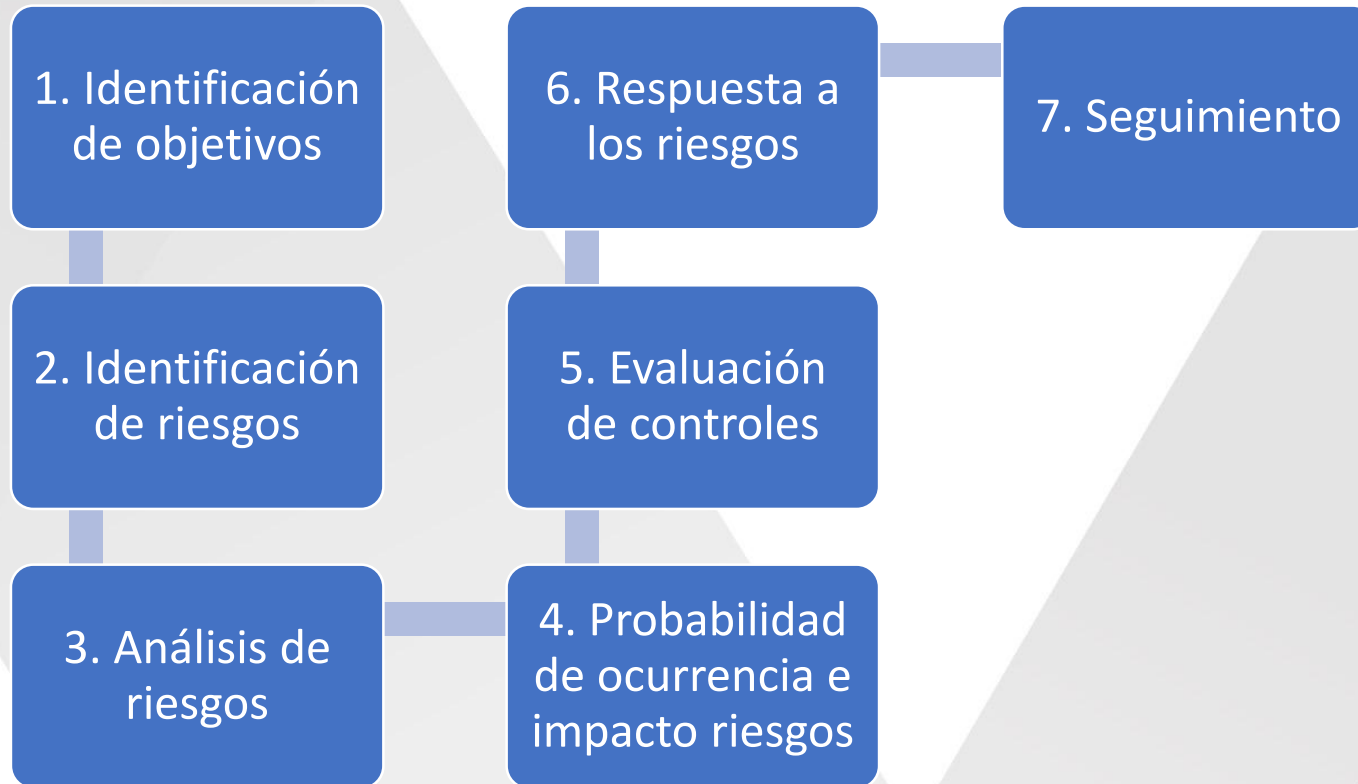 1. Identificación
de objetivos
2. Identificación
de riesgos
3. Análisis de
riesgos
4. Probabilidad
de ocurrencia e
impacto riesgos
5. Evaluación
de controles
6. Respuesta a
los riesgos
7. Seguimiento